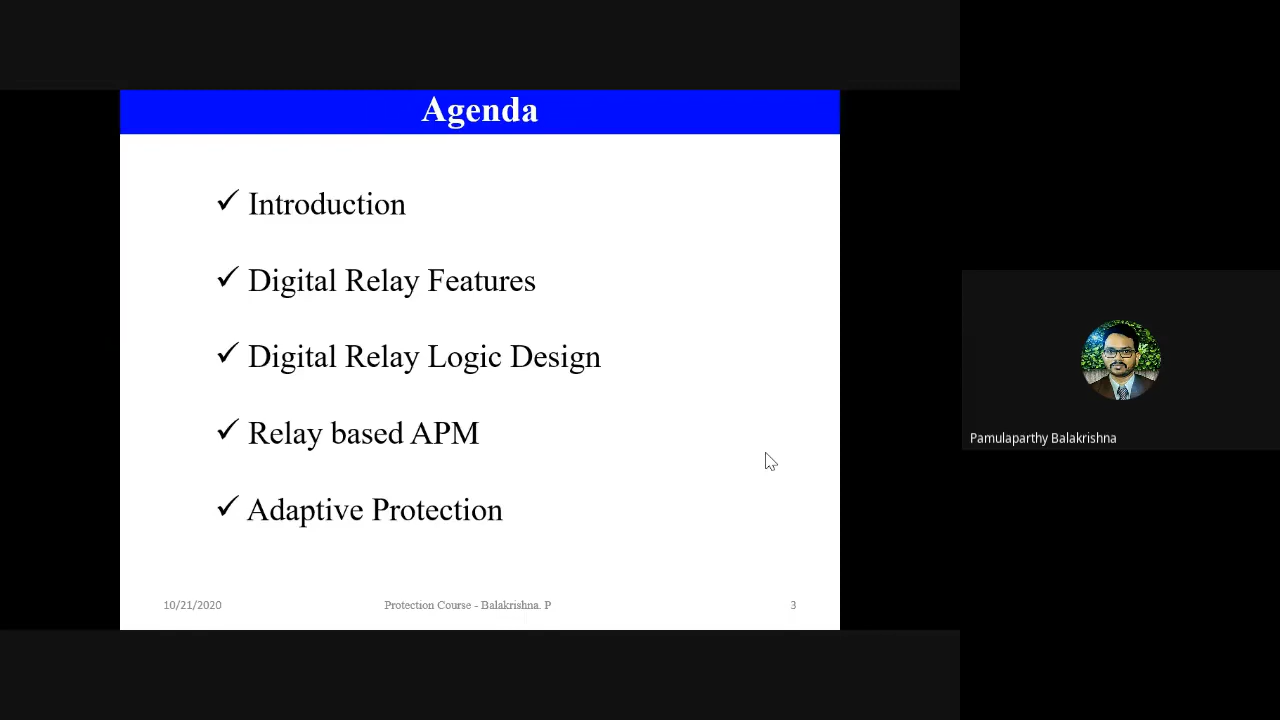 Agenda
✓ Introduction
✓ Digital Relay Features
✓ Digital Relay Logic Design
✓ Relay based APM
✓ Adaptive Protection
10/21/2020
Protection Course - Balakrishna. P
3
Pamulaparthy Balakrishna